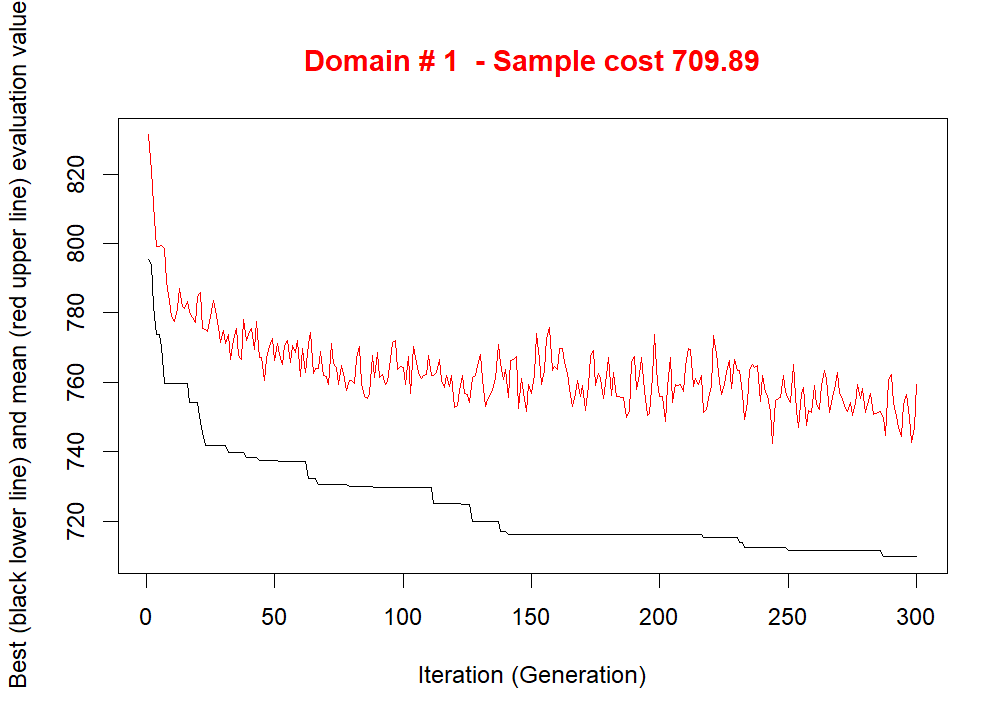 Domain # 1 - Sample cost 709.89
Best (black lower line) and mean (red upper line) evaluation value
820
800
780
760
740
720
0 50 100 150 200 250 300
Iteration (Generation)